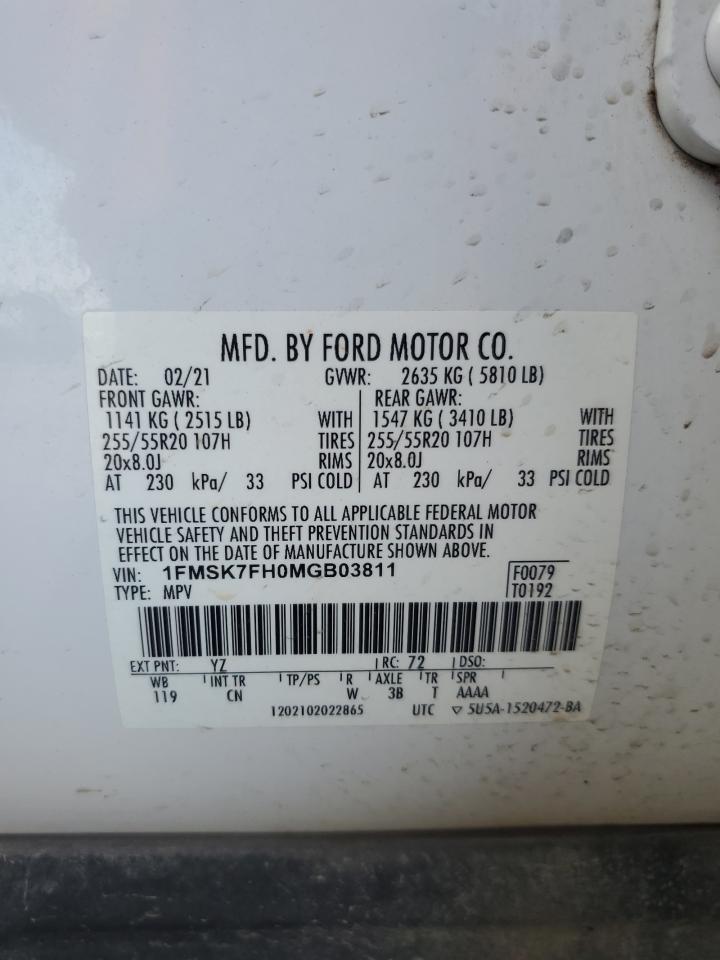 MFD. BY FORD MOTOR CO.
DATE: 02/21 GVWR: 2635 KG ( 5810 LB)
FRONT GAWR: REAR GAWR:
1141 KG ( 2515 LB) WITH 1547 KG ( 3410 LB) WITH
255/55R20 107H TIRES 255/55R20 107H TIRES
20x8.0J RIMS 20x8.0J RIMS
AT 230 kPa/ 33 PSI COLD AT 230 kPa/ 33 PSI COLD
THIS VEHICLE CONFORMS TO ALL APPLICABLE FEDERAL MOTOR
VEHICLE SAFETY AND THEFT PREVENTION STANDARDS IN
EFFECT ON THE DATE OF MANUFACTURE SHOWN ABOVE.
VIN: 1FMSK7FH0MGB03811 F0079
TYPE: MPV T0192
EXT PNT: YZ RC: 72 DSO:
WB INT TR TP/PS R AXLE TR SPR
119 CN W 3B T AAAA
1202102022865 UTC ▽ 5U5A-1520472-BA